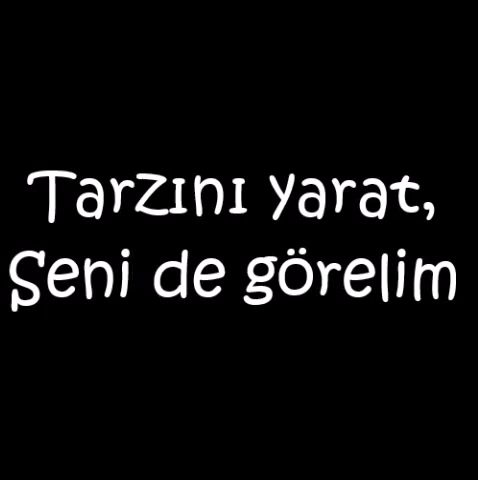 Tarzını yarat,
Seni de görelim